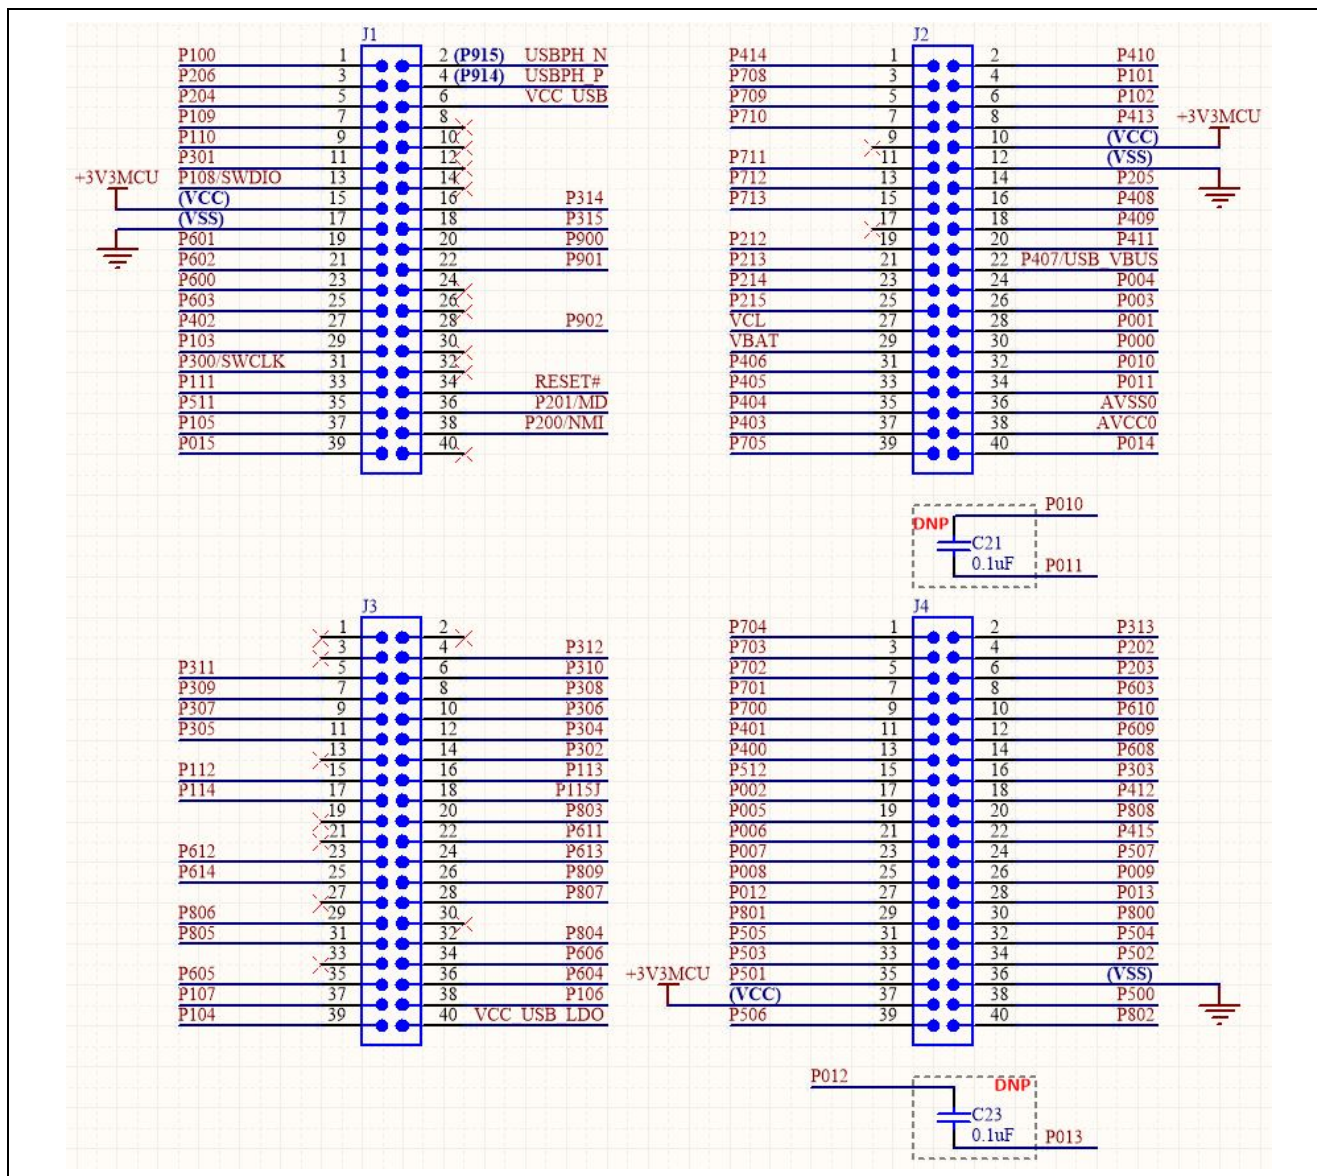 J1
P100 1 2 (P915) USBPH_N
P206 3 4 (P914) USBPH_P
P204 5 6 VCC_USB
P109 7 8
P110 9 10
P301 11 12
+3V3MCU P108/SWDIO 13 14
(VCC) 15 16 P314
(VSS) 17 18 P315
P601 19 20 P900
P602 21 22 P901
P600 23 24
P603 25 26
P402 27 28 P902
P103 29 30
P300/SWCLK 31 32
P111 33 34 RESET#
P511 35 36 P201/MD
P105 37 38 P200/NMI
P015 39 40
J2
P414 1 2 P410
P708 3 4 P101
P709 5 6 P102
P710 7 8 P413 +3V3MCU
9 10 (VCC)
P711 11 12 (VSS)
P712 13 14 P205
P713 15 16 P408
17 18 P409
P212 19 20 P411
P213 21 22 P407/USB_VBUS
P214 23 24 P004
P215 25 26 P003
VCL 27 28 P001
VBAT 29 30 P000
P406 31 32 P010
P405 33 34 P011
P404 35 36 AVSS0
P403 37 38 AVCC0
P705 39 40 P014
P010
DNP
C21
0.1uF P011
J3
1 2
3 4 P312
P311 5 6 P310
P309 7 8 P308
P307 9 10 P306
P305 11 12 P304
13 14 P302
P112 15 16 P113
P114 17 18 P115J
19 20 P803
21 22 P611
P612 23 24 P613
P614 25 26 P809
27 28 P807
P806 29 30
P805 31 32 P804
33 34 P606
P605 35 36 P604
P107 37 38 P106
P104 39 40 VCC_USB_LDO
J4
P704 1 2 P313
P703 3 4 P202
P702 5 6 P203
P701 7 8 P603
P700 9 10 P610
P401 11 12 P609
P400 13 14 P608
P512 15 16 P303
P002 17 18 P412
P005 19 20 P808
P006 21 22 P415
P007 23 24 P507
P008 25 26 P009
P012 27 28 P013
P801 29 30 P800
P505 31 32 P504
P503 33 34 P502
+3V3MCU P501 35 36 (VSS)
(VCC) 37 38 P500
P506 39 40 P802
P012
DNP
C23
0.1uF P013